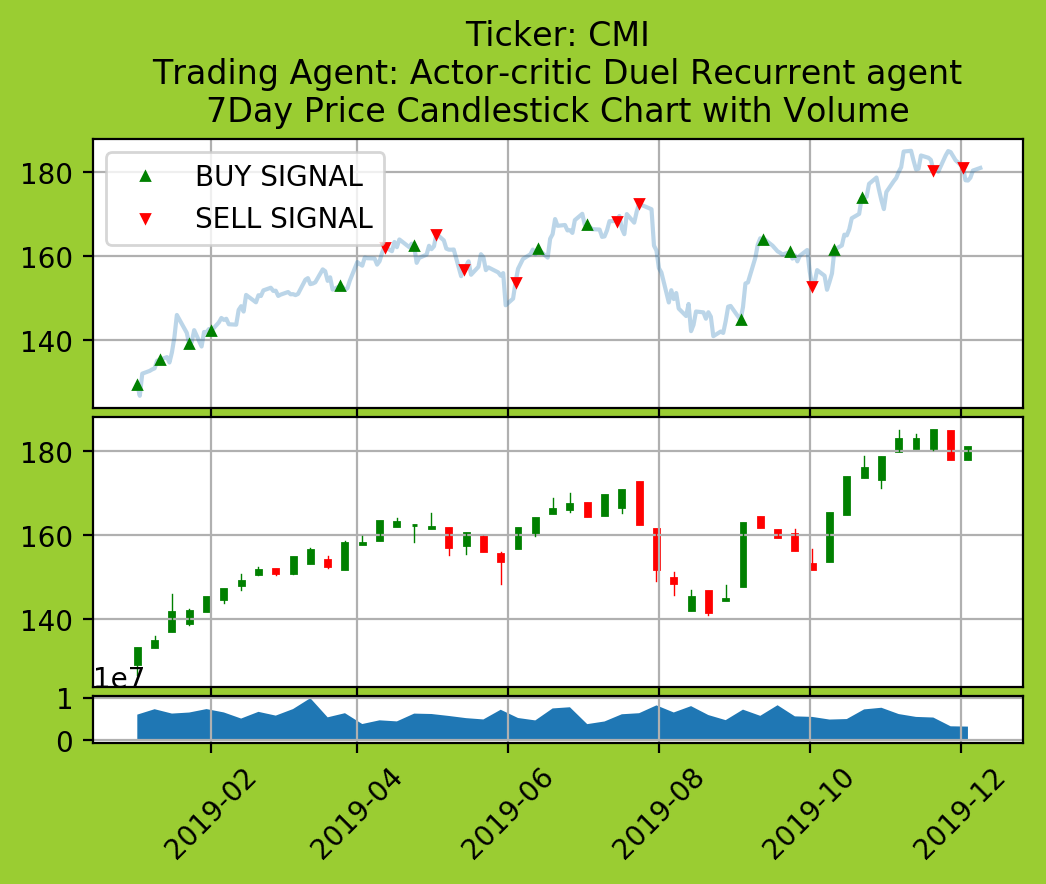 Ticker: CMI
Trading Agent: Actor-critic Duel Recurrent agent
7Day Price Candlestick Chart with Volume
BUY SIGNAL
SELL SIGNAL
180
160
140
180
160
140
1e7
1
0
2019-02
2019-04
2019-06
2019-08
2019-10
2019-12